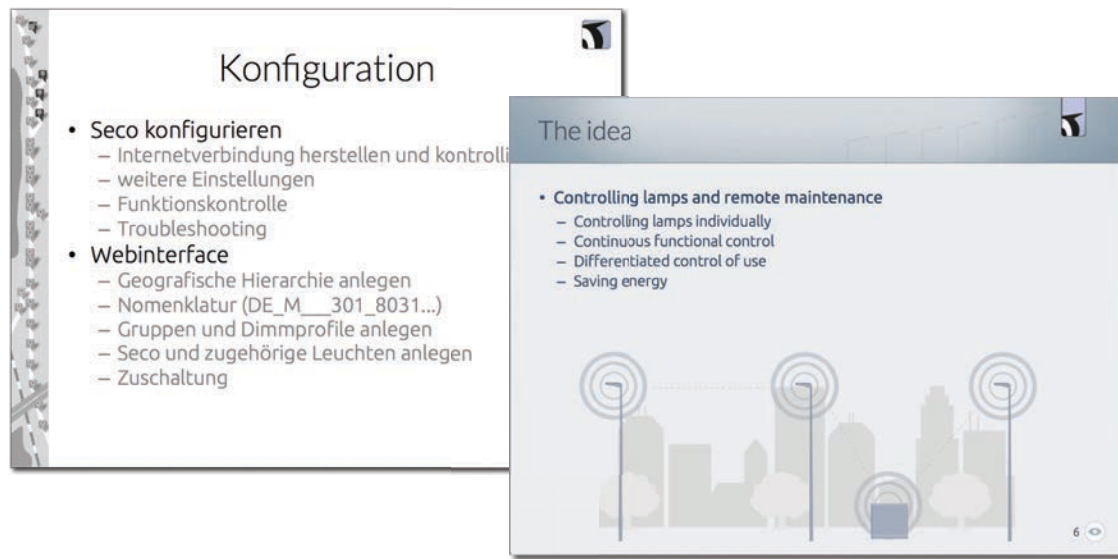 Konfiguration
• Seco konfigurieren
– Internetverbindung herstellen und kontrolli
– weitere Einstellungen
– Funktionskontrolle
– Troubleshooting
• Webinterface
– Geografische Hierarchie anlegen
– Nomenklatur (DE_M___301_8031...)
– Gruppen und Dimmprofile anlegen
– Seco und zugehörige Leuchten anlegen
– Zuschaltung
The idea
• Controlling lamps and remote maintenance
– Controlling lamps individually
– Continuous functional control
– Differentiated control of use
– Saving energy
6